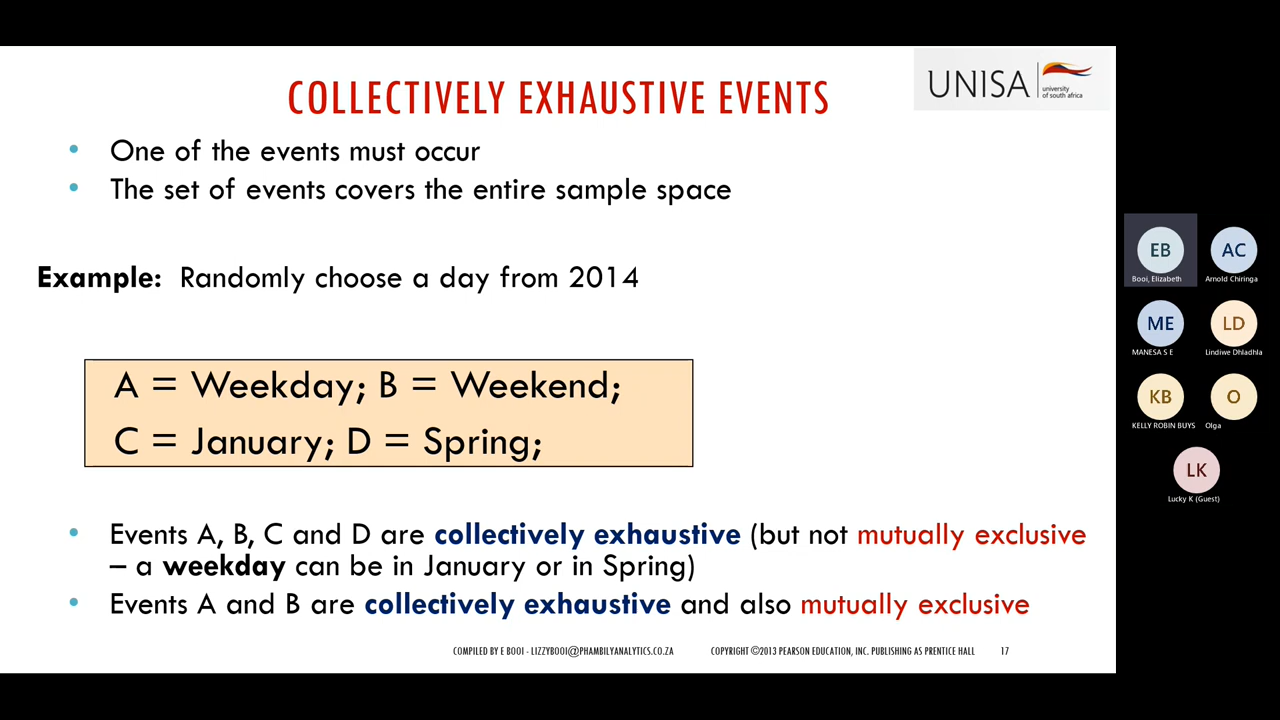 COLLECTIVELY EXHAUSTIVE EVENTS
UNISA
university
of south africa
• One of the events must occur
• The set of events covers the entire sample space
Example: Randomly choose a day from 2014
A = Weekday; B = Weekend;
C = January; D = Spring;
• Events A, B, C and D are collectively exhaustive (but not mutually exclusive
– a weekday can be in January or in Spring)
• Events A and B are collectively exhaustive and also mutually exclusive
COMPILED BY E BOOI - LIZZYBOOI@PHAMBILYANALYTICS.CO.ZA
COPYRIGHT ©2013 PEARSON EDUCATION, INC. PUBLISHING AS PRENTICE HALL
17
EB
Booi, Elizabeth
AC
Arnold Chiringa
ME
MANESA S E
LD
Lindiwe Dhladhla
KB
KELLY ROBIN BUYS
O
Olga
LK
Lucky K (Guest)